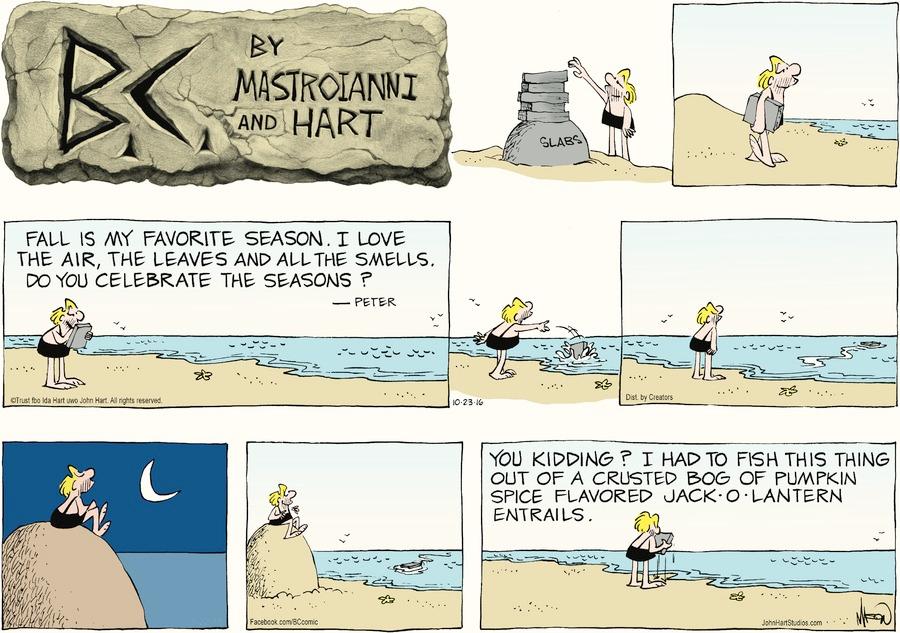 B.C.
BY
MASTROIANNI
AND HART
SLABS
FALL IS MY FAVORITE SEASON. I LOVE
THE AIR, THE LEAVES AND ALL THE SMELLS.
DO YOU CELEBRATE THE SEASONS?
— PETER
©Trust fbo Ida Hart uwo John Hart. All rights reserved.
10·23·16
Dist. by Creators
Facebook.com/BCcomic
YOU KIDDING? I HAD TO FISH THIS THING
OUT OF A CRUSTED BOG OF PUMPKIN
SPICE FLAVORED JACK·O·LANTERN
ENTRAILS.
JohnHartStudios.com